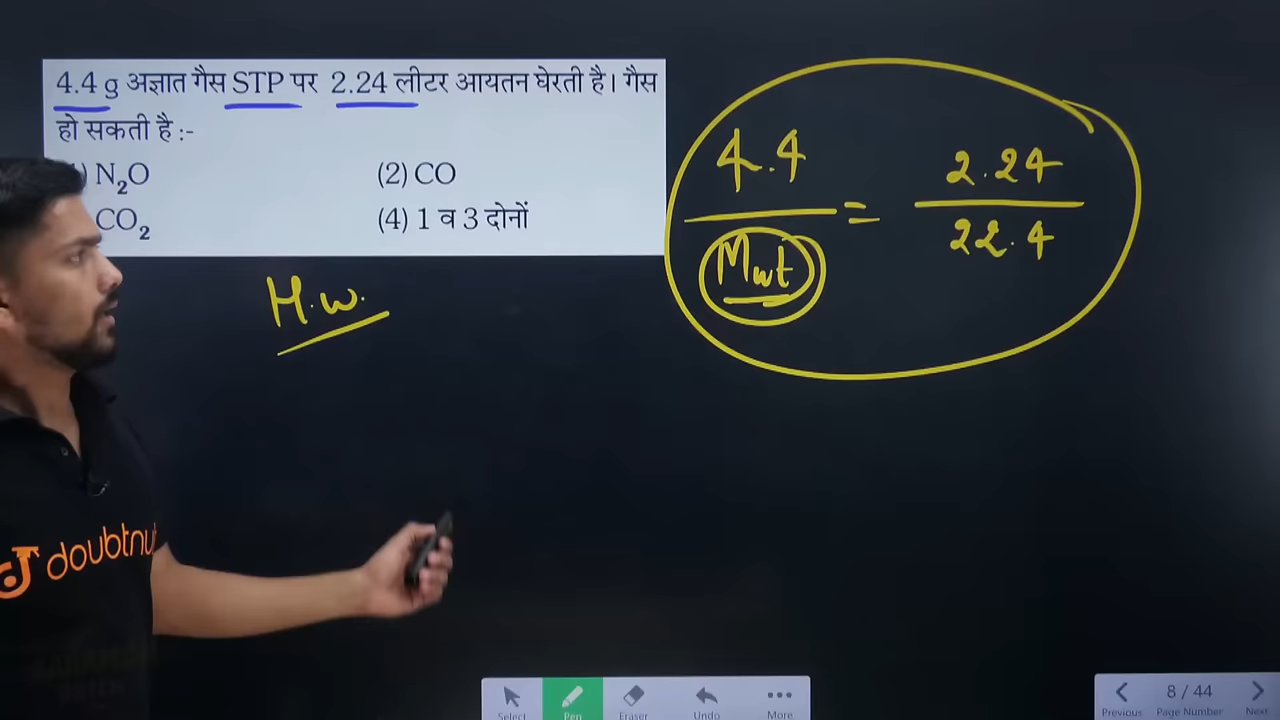 4.4 g अज्ञात गैस STP पर 2.24 लीटर आयतन घेरती है। गैस
हो सकती है :-
) N₂O (2) CO
CO₂ (4) 1 व 3 दोनों
4.4 / Mwt = 2.24 / 22.4
M.w.
doubtnu
Select Pen Eraser Undo More
Previous 8 / 44 Page Number Next